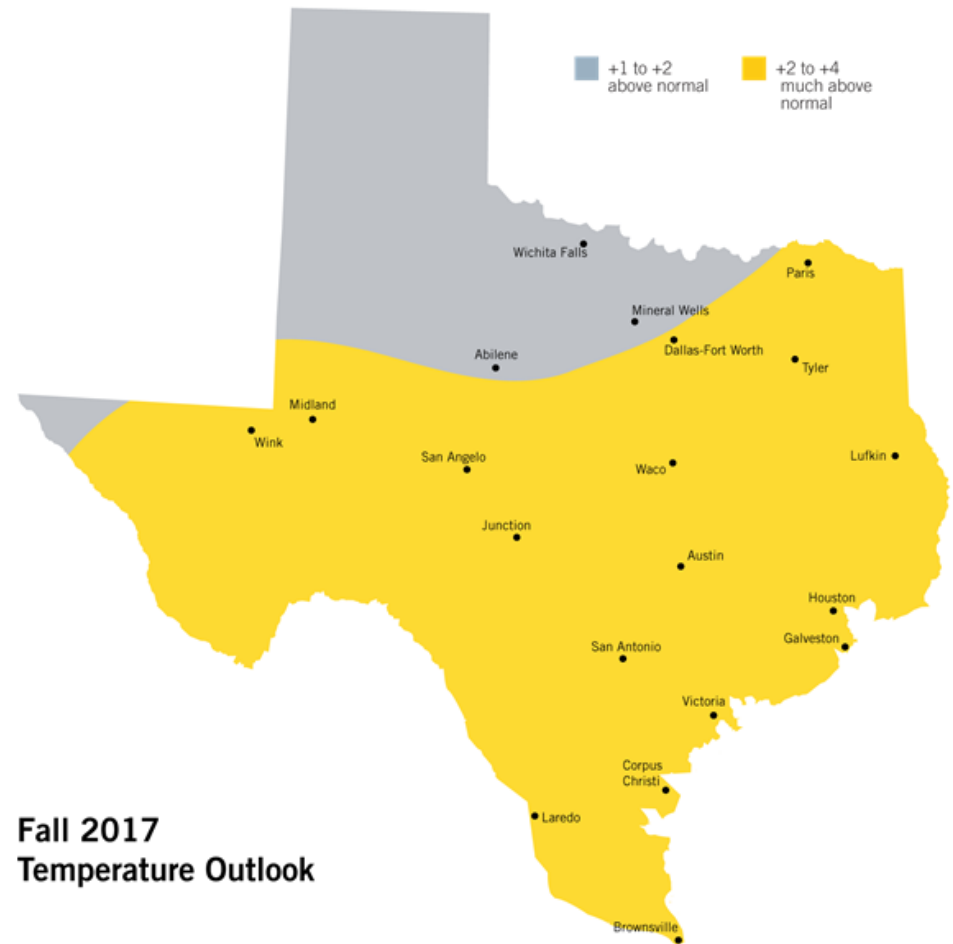 +1 to +2
above normal
+2 to +4
much above
normal
Wichita Falls
Paris
Mineral Wells
Dallas-Fort Worth
Abilene
Tyler
Midland
Wink
San Angelo
Waco
Lufkin
Junction
Austin
Houston
Galveston
San Antonio
Victoria
Corpus
Christi
Laredo
Fall 2017
Temperature Outlook
Brownsville